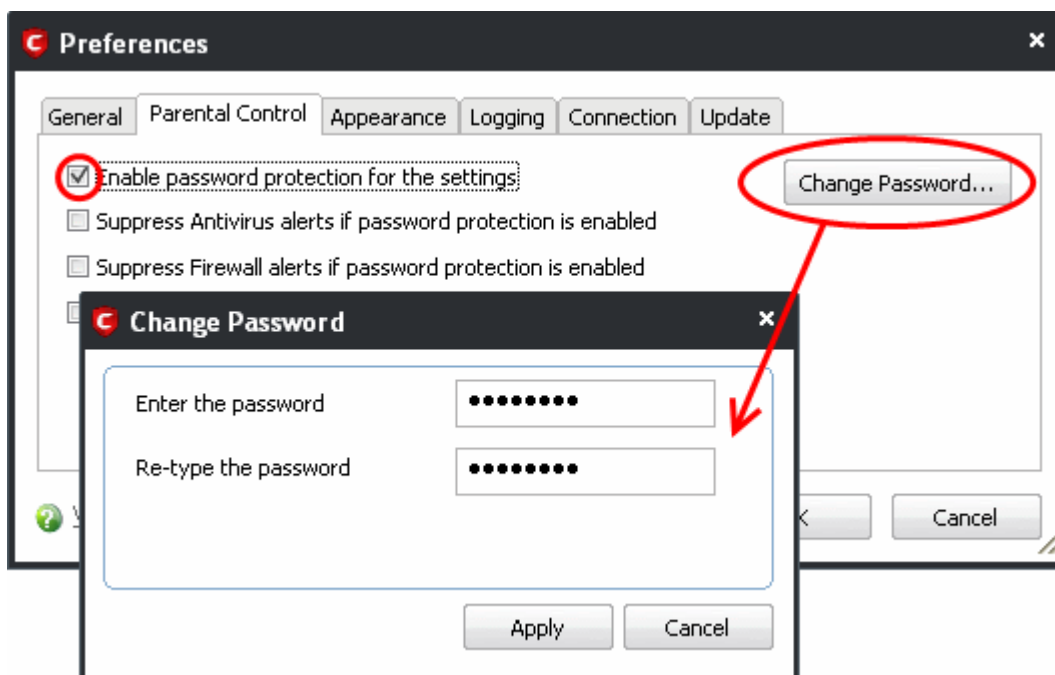 Preferences
General Parental Control Appearance Logging Connection Update
Enable password protection for the settings
Change Password...
Suppress Antivirus alerts if password protection is enabled
Suppress Firewall alerts if password protection is enabled
Change Password
Enter the password
Re-type the password
Cancel
Apply Cancel